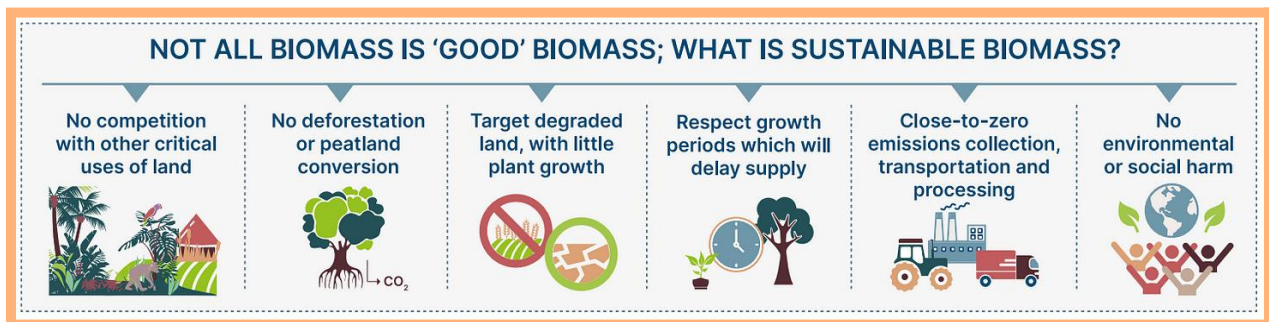 NOT ALL BIOMASS IS ‘GOOD’ BIOMASS; WHAT IS SUSTAINABLE BIOMASS?
No competition
with other critical
uses of land
No deforestation
or peatland
conversion
CO₂
Target degraded
land, with little
plant growth
Respect growth
periods which will
delay supply
Close-to-zero
emissions collection,
transportation and
processing
No
environmental
or social harm